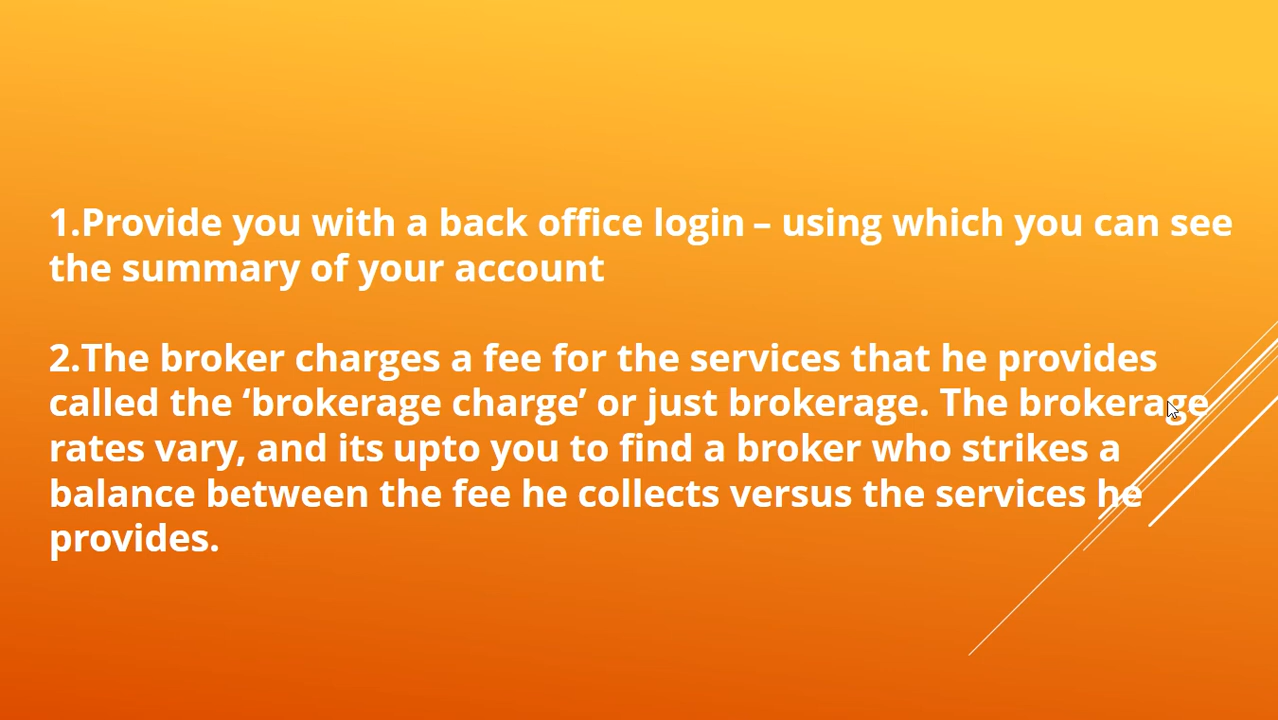 1.Provide you with a back office login – using which you can see
the summary of your account
2.The broker charges a fee for the services that he provides
called the ‘brokerage charge’ or just brokerage. The brokerage
rates vary, and its upto you to find a broker who strikes a
balance between the fee he collects versus the services he
provides.